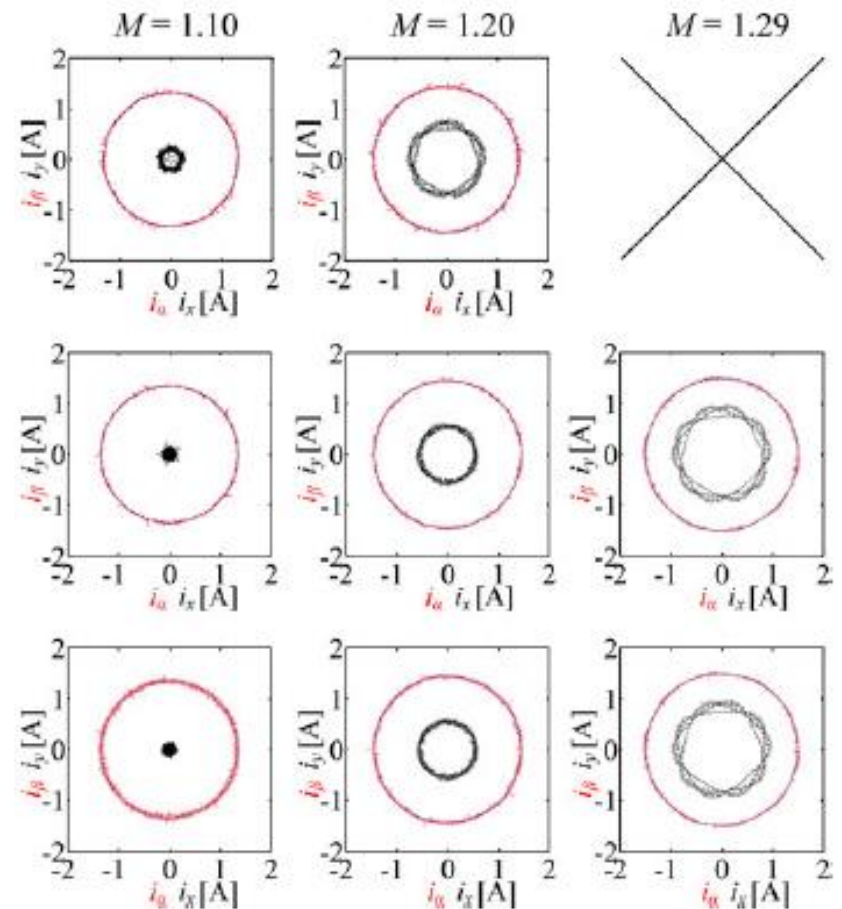 M = 1.10 M = 1.20 M = 1.29
2 2
1 1
0 0
-1 -1
-2 -2
-2 -1 0 1 2 -2 -1 0 1 2
iβ iy [A] iβ iy [A]
iα ix [A] iα ix [A]
2 2 2
1 1 1
0 0 0
-1 -1 -1
-2 -2 -2
-2 -1 0 1 2 -2 -1 0 1 2 -2 -1 0 1 2
iβ iy [A] iβ iy [A] iβ iy [A]
iα ix [A] iα ix [A] iα ix [A]
2 2 2
1 1 1
0 0 0
-1 -1 -1
-2 -2 -2
-2 -1 0 1 2 -2 -1 0 1 2 -2 -1 0 1 2
iβ iy [A] iβ iy [A] iβ iy [A]
iα ix [A] iα ix [A] iα ix [A]